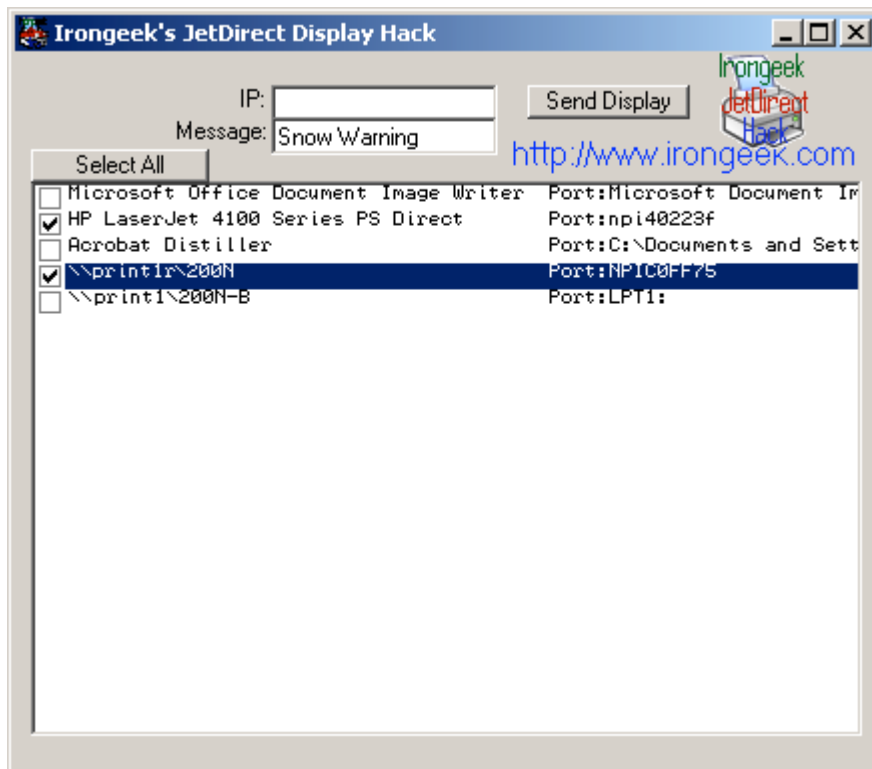 Irongeek's JetDirect Display Hack
Irongeek
JetDirect
Hack
IP:
Send Display
Message: Snow Warning
http://www.irongeek.com
Select All
Microsoft Office Document Image Writer Port:Microsoft Document Im
HP LaserJet 4100 Series PS Direct Port:npi40223f
Acrobat Distiller Port:C:\Documents and Sett
\\print1r\200N Port:NPIC0FF75
\\print1\200N-B Port:LPT1: